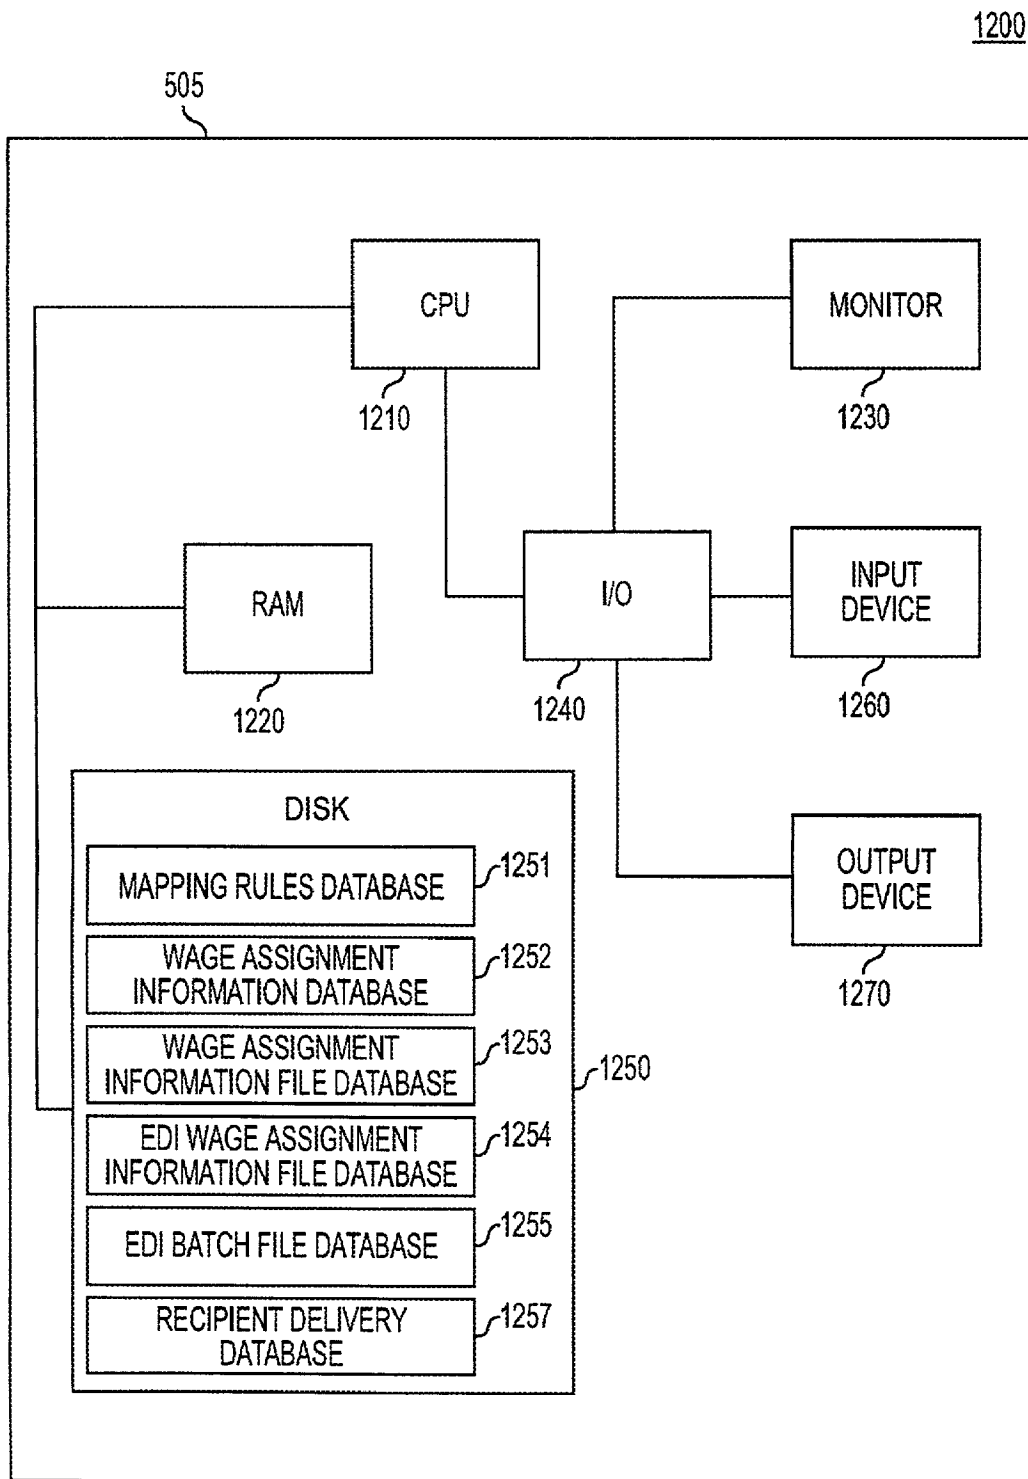 1200
505
CPU
1210
MONITOR
1230
RAM
1220
I/O
1240
INPUT
DEVICE
1260
OUTPUT
DEVICE
1270
DISK
MAPPING RULES DATABASE
1251
WAGE ASSIGNMENT
INFORMATION DATABASE
1252
WAGE ASSIGNMENT
INFORMATION FILE DATABASE
1253
1250
EDI WAGE ASSIGNMENT
INFORMATION FILE DATABASE
1254
EDI BATCH FILE DATABASE
1255
RECIPIENT DELIVERY
DATABASE
1257